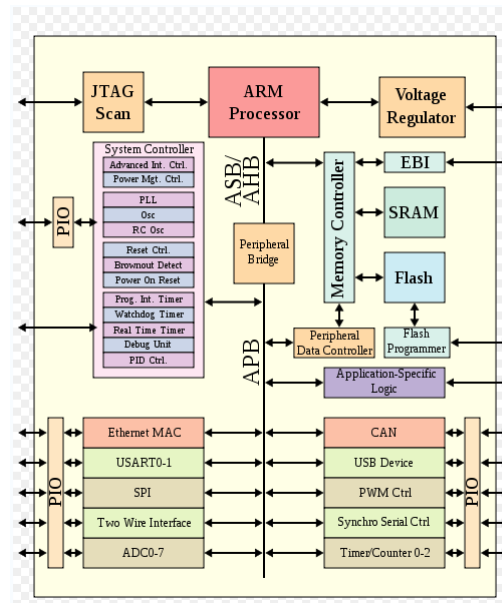 JTAG
Scan
ARM
Processor
Voltage
Regulator
System Controller
Advanced Int. Ctrl.
Power Mgt. Ctrl.
PLL
Osc
RC Osc
Reset Ctrl.
Brownout Detect
Power On Reset
Prog. Int. Timer
Watchdog Timer
Real Time Timer
Debug Unit
PID Ctrl.
PIO
ASB/
AHB
Peripheral
Bridge
APB
Memory Controller
EBI
SRAM
Flash
Peripheral
Data Controller
Flash
Programmer
Application-Specific
Logic
PIO
Ethernet MAC
USART0-1
SPI
Two Wire Interface
ADC0-7
CAN
USB Device
PWM Ctrl
Synchro Serial Ctrl
Timer/Counter 0-2
PIO